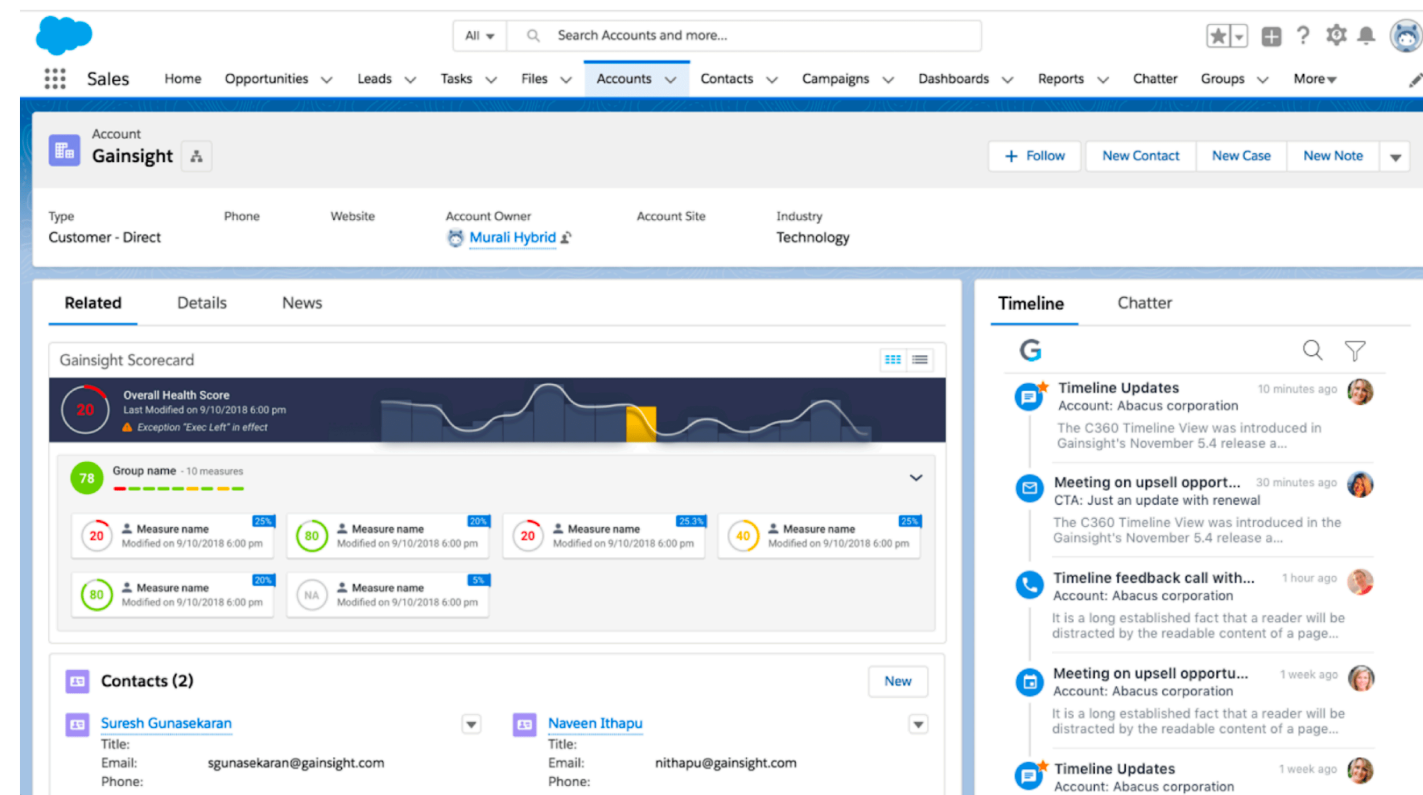 All Search Accounts and more...
Sales Home Opportunities Leads Tasks Files Accounts Contacts Campaigns Dashboards Reports Chatter Groups More
Account
Gainsight
Follow New Contact New Case New Note
Type Phone Website Account Owner Account Site Industry
Customer - Direct Murali Hybrid Technology
Related Details News
Gainsight Scorecard
20
Overall Health Score
Last Modified on 9/10/2018 6:00 pm
Exception "Exec Left" in effect
78 Group name - 10 measures
20 Measure name 25%
Modified on 9/10/2018 6:00 pm
80 Measure name 20%
Modified on 9/10/2018 6:00 pm
20 Measure name 25.3%
Modified on 9/10/2018 6:00 pm
40 Measure name 25%
Modified on 9/10/2018 6:00 pm
80 Measure name 20%
Modified on 9/10/2018 6:00 pm
NA Measure name 5%
Modified on 9/10/2018 6:00 pm
Contacts (2) New
Suresh Gunasekaran
Title:
Email: sgunasekaran@gainsight.com
Phone:
Naveen Ithapu
Title:
Email: nithapu@gainsight.com
Phone:
Timeline Chatter
G
Timeline Updates 10 minutes ago
Account: Abacus corporation
The C360 Timeline View was introduced in
Gainsight's November 5.4 release a...
Meeting on upsell opport... 30 minutes ago
CTA: Just an update with renewal
The C360 Timeline View was introduced in the
Gainsight's November 5.4 release a...
Timeline feedback call with... 1 hour ago
Account: Abacus corporation
It is a long established fact that a reader will be
distracted by the readable content of a page...
Meeting on upsell opportu... 1 week ago
Account: Abacus corporation
It is a long established fact that a reader will be
distracted by the readable content of a page...
Timeline Updates 1 week ago
Account: Abacus corporation